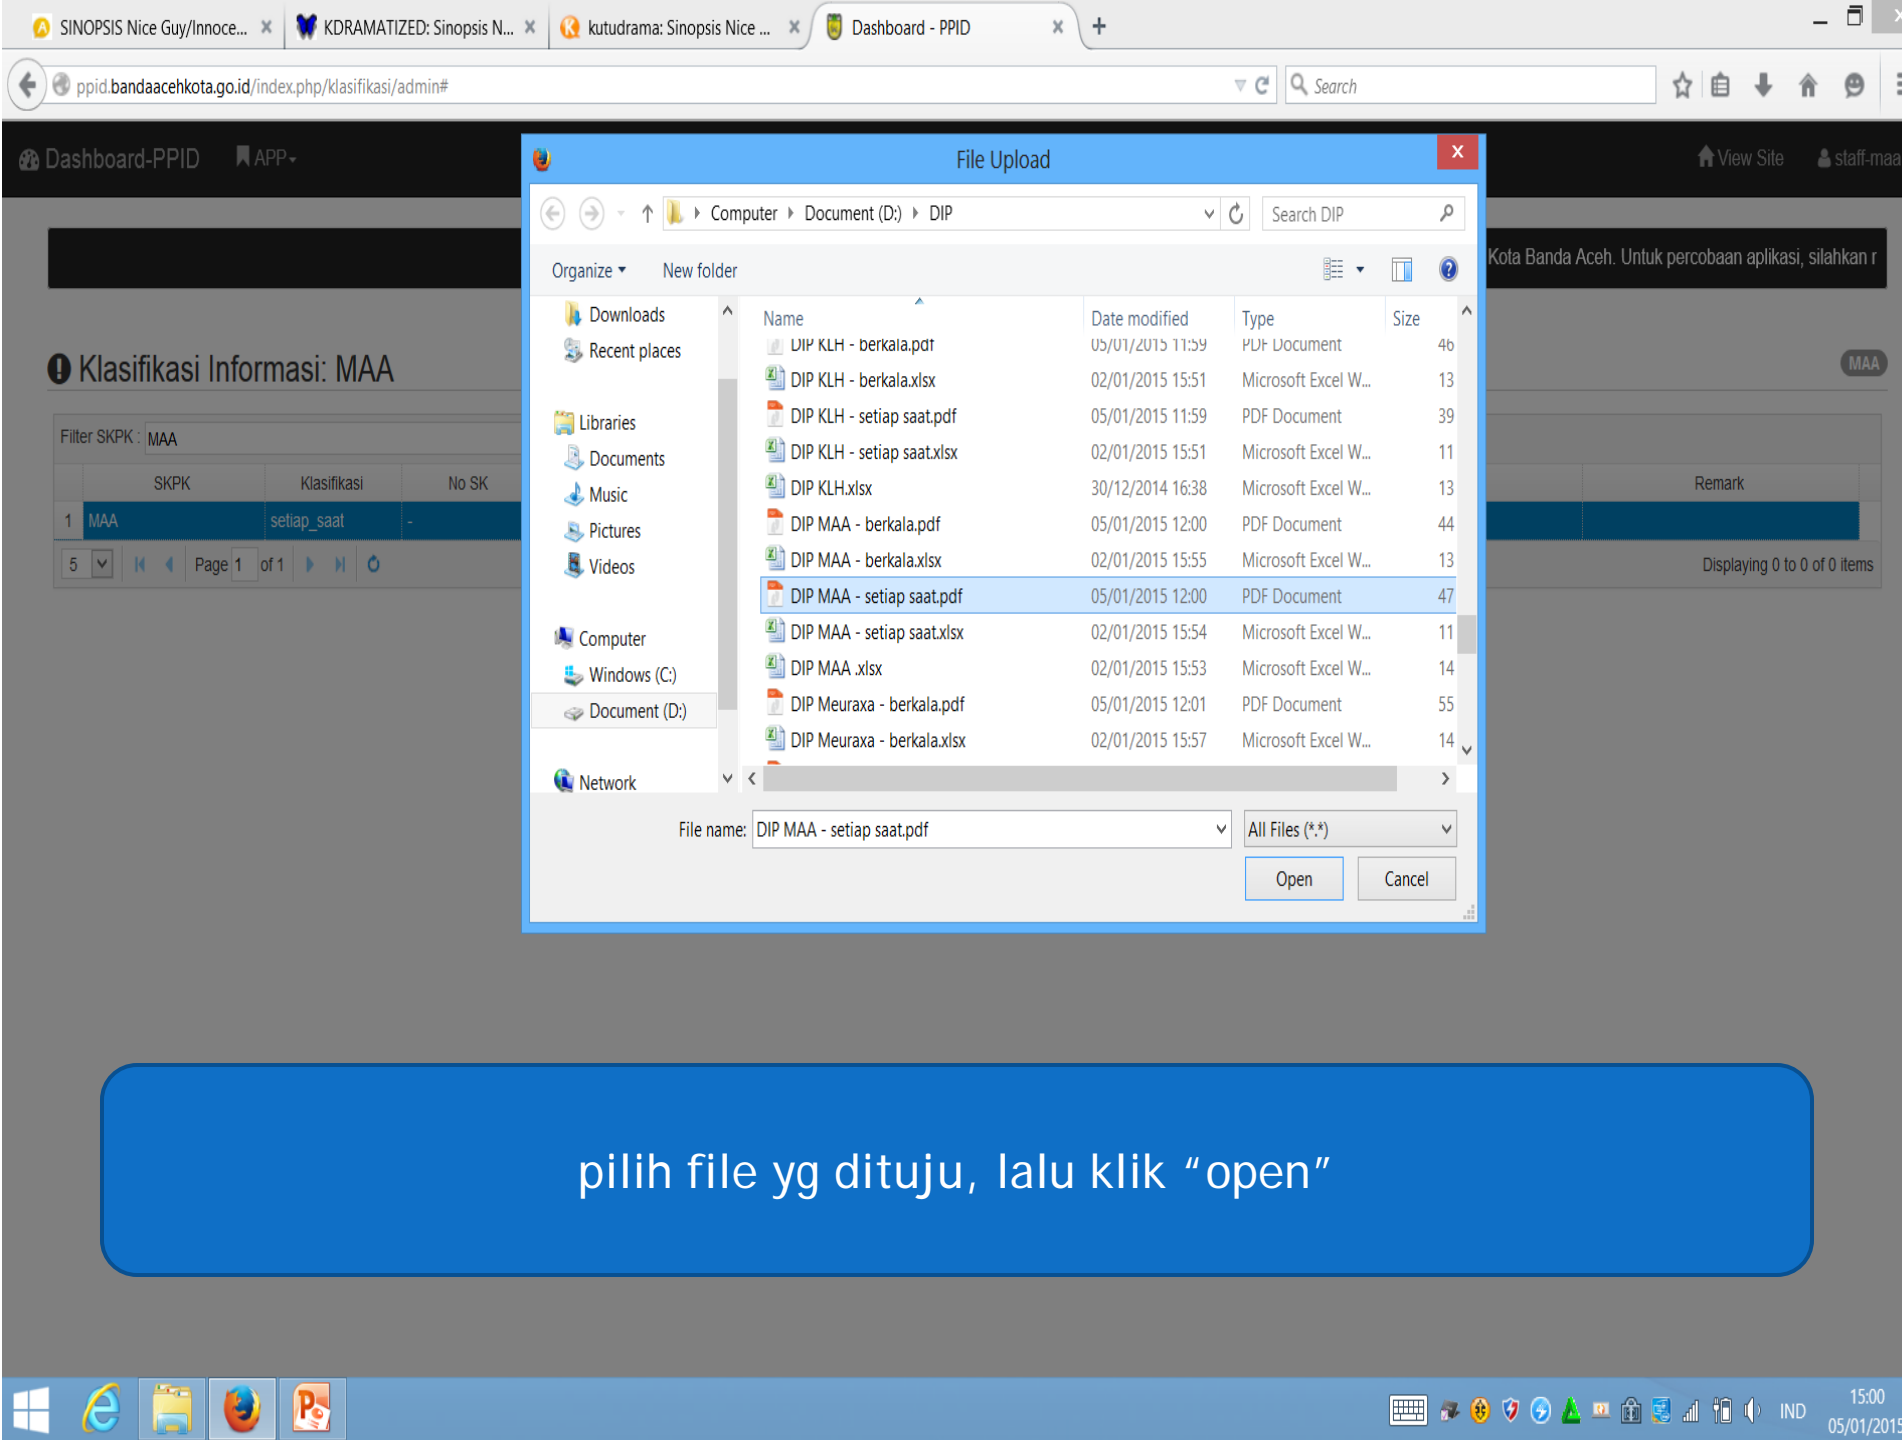 SINOPSIS Nice Guy/Innoce...
KDRAMATIZED: Sinopsis N...
kutudrama: Sinopsis Nice ...
Dashboard - PPID
ppid.bandaacehkota.go.id/index.php/klasifikasi/admin#
Search
Dashboard-PPID
APP
View Site
staff-maa
File Upload
Computer
Document (D:)
DIP
Search DIP
Organize
New folder
Kota Banda Aceh. Untuk percobaan aplikasi, silahkan r
Downloads
Recent places
Libraries
Documents
Music
Pictures
Videos
Computer
Windows (C:)
Document (D:)
Network
Name Date modified Type Size
DIP KLH - berkala.pdf 05/01/2015 11:59 PDF Document 46
DIP KLH - berkala.xlsx 02/01/2015 15:51 Microsoft Excel W... 13
DIP KLH - setiap saat.pdf 05/01/2015 11:59 PDF Document 39
DIP KLH - setiap saat.xlsx 02/01/2015 15:51 Microsoft Excel W... 11
DIP KLH.xlsx 30/12/2014 16:38 Microsoft Excel W... 13
DIP MAA - berkala.pdf 05/01/2015 12:00 PDF Document 44
DIP MAA - berkala.xlsx 02/01/2015 15:55 Microsoft Excel W... 13
DIP MAA - setiap saat.pdf 05/01/2015 12:00 PDF Document 47
DIP MAA - setiap saat.xlsx 02/01/2015 15:54 Microsoft Excel W... 11
DIP MAA .xlsx 02/01/2015 15:53 Microsoft Excel W... 14
DIP Meuraxa - berkala.pdf 05/01/2015 12:01 PDF Document 55
DIP Meuraxa - berkala.xlsx 02/01/2015 15:57 Microsoft Excel W... 14
File name: DIP MAA - setiap saat.pdf
All Files (*.*)
Open
Cancel
Klasifikasi Informasi: MAA
MAA
Filter SKPK : MAA
SKPK Klasifikasi No SK Remark
1 MAA setiap_saat -
5 Page 1 of 1
Displaying 0 to 0 of 0 items
pilih file yg dituju, lalu klik “open”
IND
15:00
05/01/2015